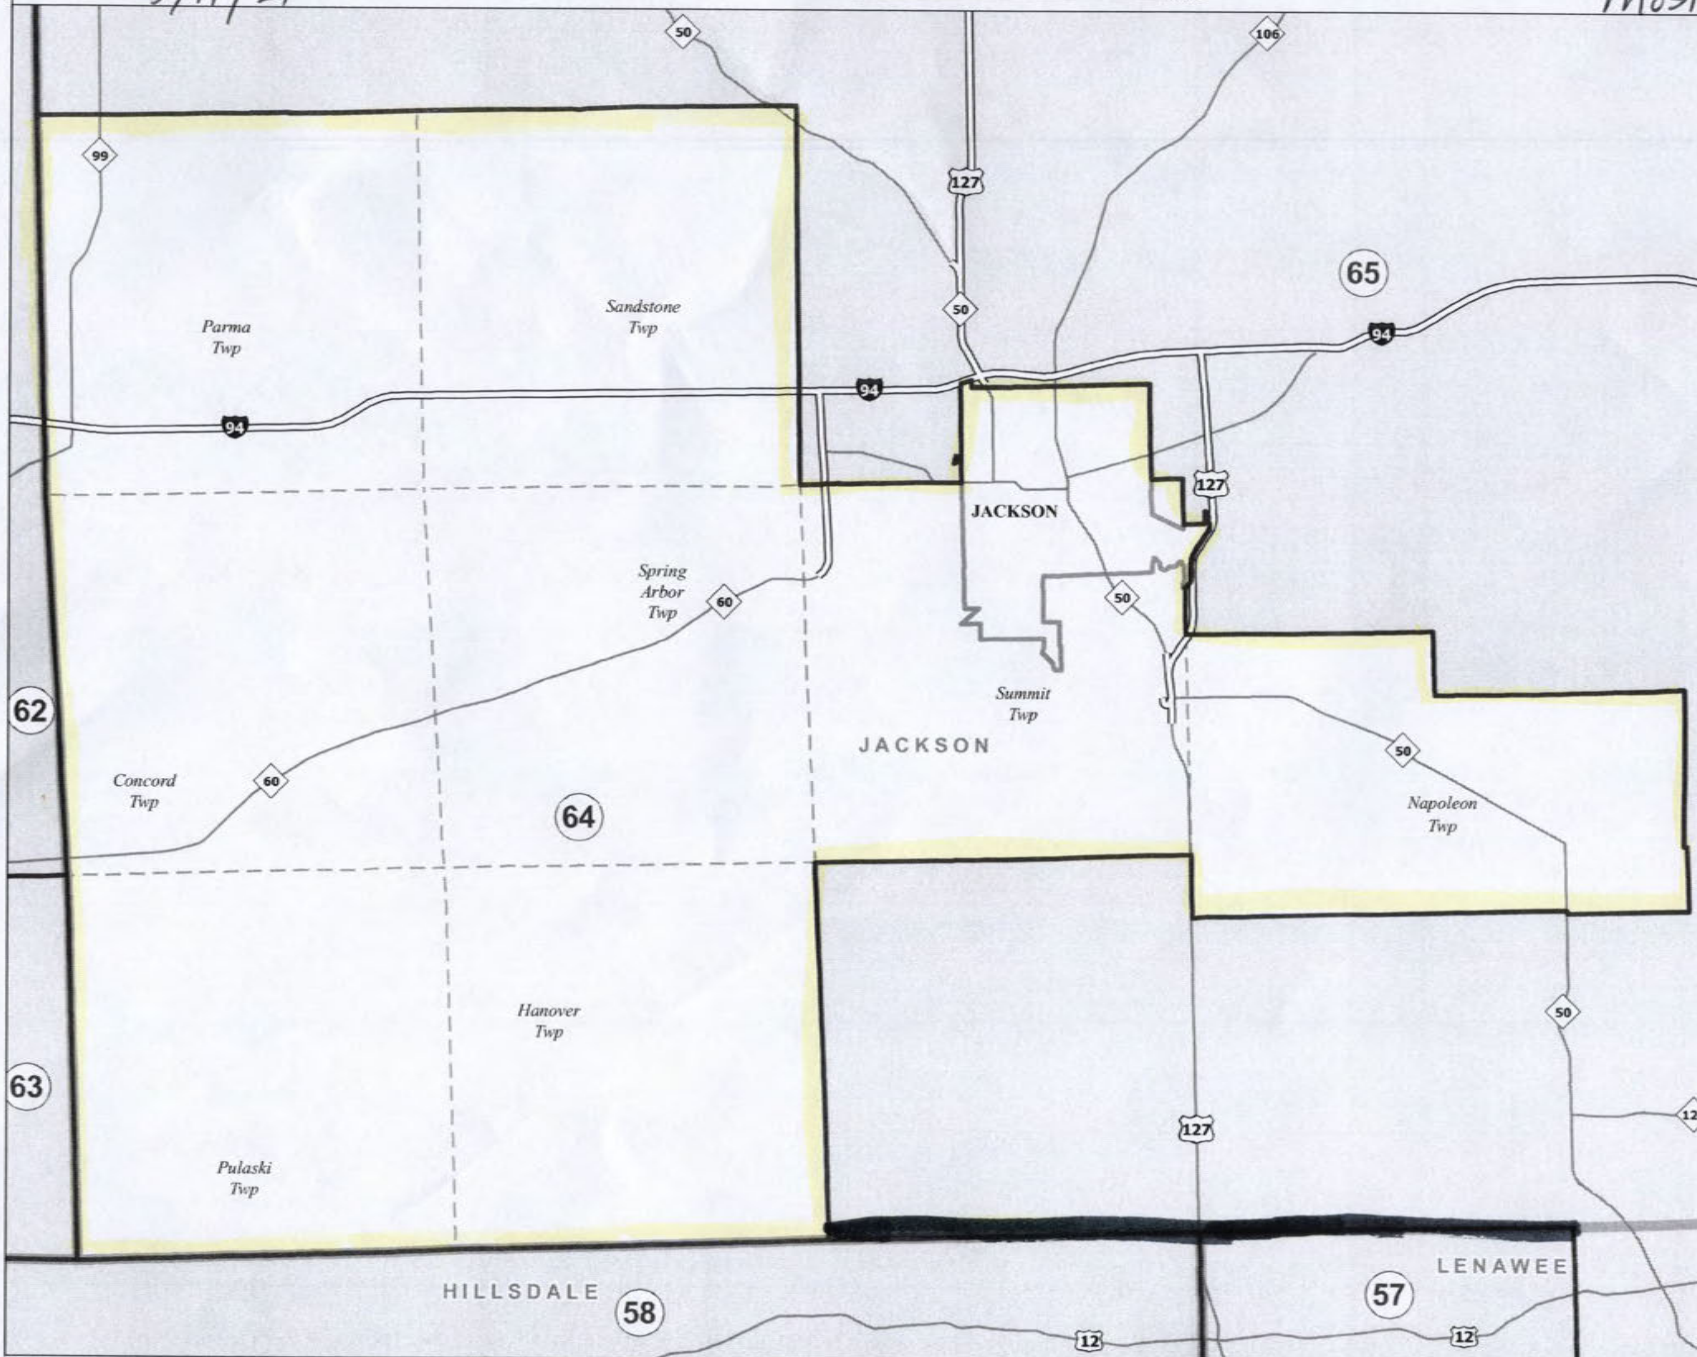 50
106
99
127
65
Sandstone
Twp
50
Parma
Twp
94
94
94
127
JACKSON
Spring
Arbor
Twp
60
50
62
Summit
Twp
JACKSON
50
Concord
Twp
60
64
Napoleon
Twp
Hanover
Twp
50
63
12
127
Pulaski
Twp
LENAWEE
HILLSDALE
58
57
12
12